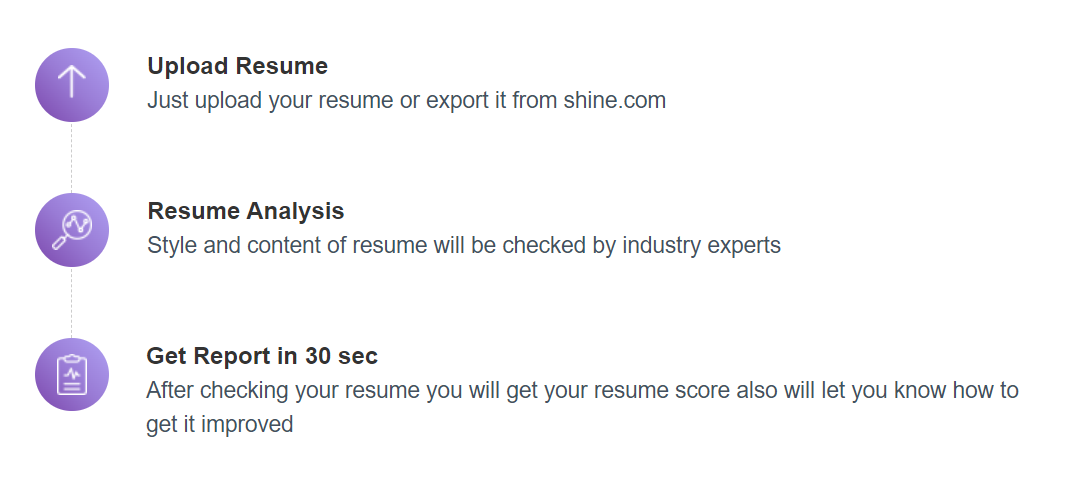 Upload Resume
Just upload your resume or export it from shine.com
Resume Analysis
Style and content of resume will be checked by industry experts
Get Report in 30 sec
After checking your resume you will get your resume score also will let you know how to
get it improved